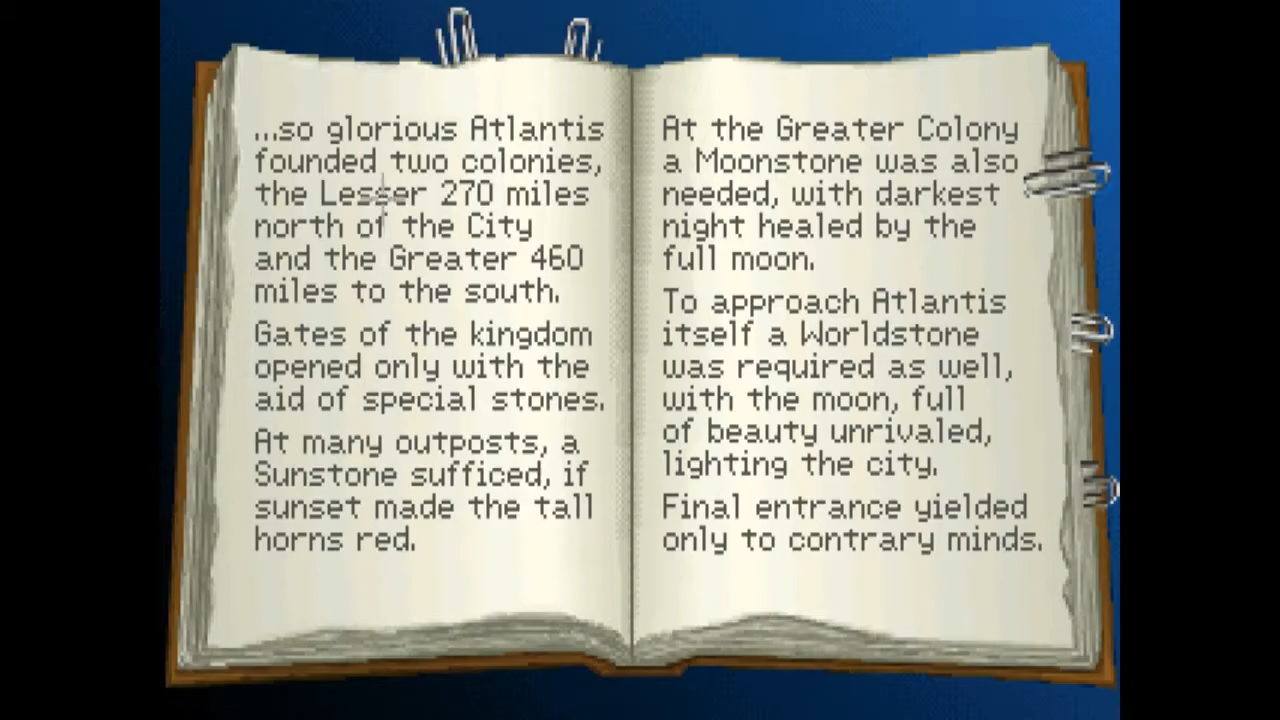 ...so glorious Atlantis
founded two colonies,
the Lesser 270 miles
north of the City
and the Greater 460
miles to the south.
Gates of the kingdom
opened only with the
aid of special stones.
At many outposts, a
Sunstone sufficed, if
sunset made the tall
horns red.
At the Greater Colony
a Moonstone was also
needed, with darkest
night healed by the
full moon.
To approach Atlantis
itself a Worldstone
was required as well,
with the moon, full
of beauty unrivaled,
lighting the city.
Final entrance yielded
only to contrary minds.